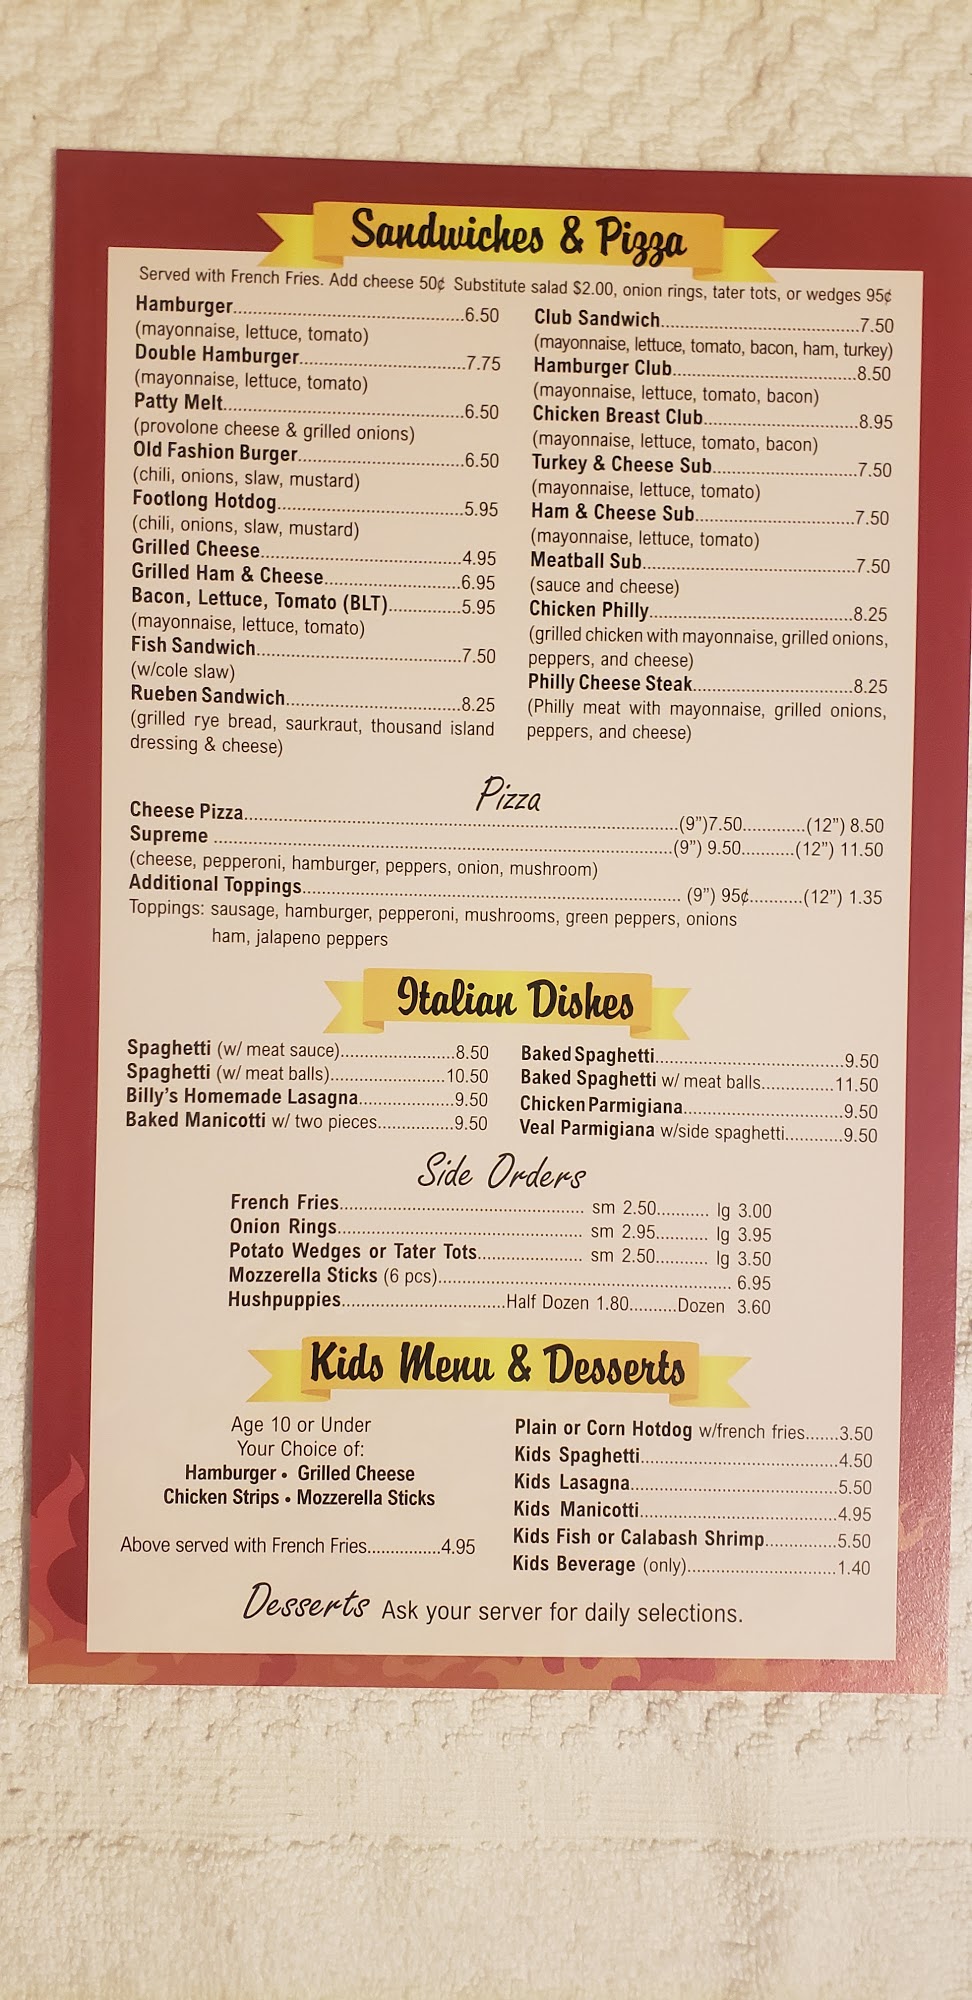 Sandwiches & Pizza
Served with French Fries. Add cheese 50¢ Substitute salad $2.00, onion rings, tater tots, or wedges 95¢
Hamburger...6.50
(mayonnaise, lettuce, tomato)
Double Hamburger...7.75
(mayonnaise, lettuce, tomato)
Patty Melt...6.50
(provolone cheese & grilled onions)
Old Fashion Burger...6.50
(chili, onions, slaw, mustard)
Footlong Hotdog...5.95
(chili, onions, slaw, mustard)
Grilled Cheese...4.95
Grilled Ham & Cheese...6.95
Bacon, Lettuce, Tomato (BLT)...5.95
(mayonnaise, lettuce, tomato)
Fish Sandwich...7.50
(w/cole slaw)
Rueben Sandwich...8.25
(grilled rye bread, saurkraut, thousand island
dressing & cheese)
Club Sandwich...7.50
(mayonnaise, lettuce, tomato, bacon, ham, turkey)
Hamburger Club...8.50
(mayonnaise, lettuce, tomato, bacon)
Chicken Breast Club...8.95
(mayonnaise, lettuce, tomato, bacon)
Turkey & Cheese Sub...7.50
(mayonnaise, lettuce, tomato)
Ham & Cheese Sub...7.50
(mayonnaise, lettuce, tomato)
Meatball Sub...7.50
(sauce and cheese)
Chicken Philly...8.25
(grilled chicken with mayonnaise, grilled onions,
peppers, and cheese)
Philly Cheese Steak...8.25
(Philly meat with mayonnaise, grilled onions,
peppers, and cheese)
Pizza
Cheese Pizza...(9")7.50...(12") 8.50
Supreme ...(9") 9.50...(12") 11.50
(cheese, pepperoni, hamburger, peppers, onion, mushroom)
Additional Toppings... (9") 95¢...(12") 1.35
Toppings: sausage, hamburger, pepperoni, mushrooms, green peppers, onions
ham, jalapeno peppers
Italian Dishes
Spaghetti (w/ meat sauce)...8.50
Spaghetti (w/ meat balls)...10.50
Billy's Homemade Lasagna...9.50
Baked Manicotti w/ two pieces...9.50
Baked Spaghetti...9.50
Baked Spaghetti w/ meat balls...11.50
Chicken Parmigiana...9.50
Veal Parmigiana w/side spaghetti...9.50
Side Orders
French Fries... sm 2.50... lg 3.00
Onion Rings... sm 2.95... lg 3.95
Potato Wedges or Tater Tots... sm 2.50... lg 3.50
Mozzerella Sticks (6 pcs)... 6.95
Hushpuppies...Half Dozen 1.80...Dozen 3.60
Kids Menu & Desserts
Age 10 or Under
Your Choice of:
Hamburger • Grilled Cheese
Chicken Strips • Mozzerella Sticks
Above served with French Fries...4.95
Plain or Corn Hotdog w/french fries...3.50
Kids Spaghetti...4.50
Kids Lasagna...5.50
Kids Manicotti...4.95
Kids Fish or Calabash Shrimp...5.50
Kids Beverage (only)...1.40
Desserts Ask your server for daily selections.